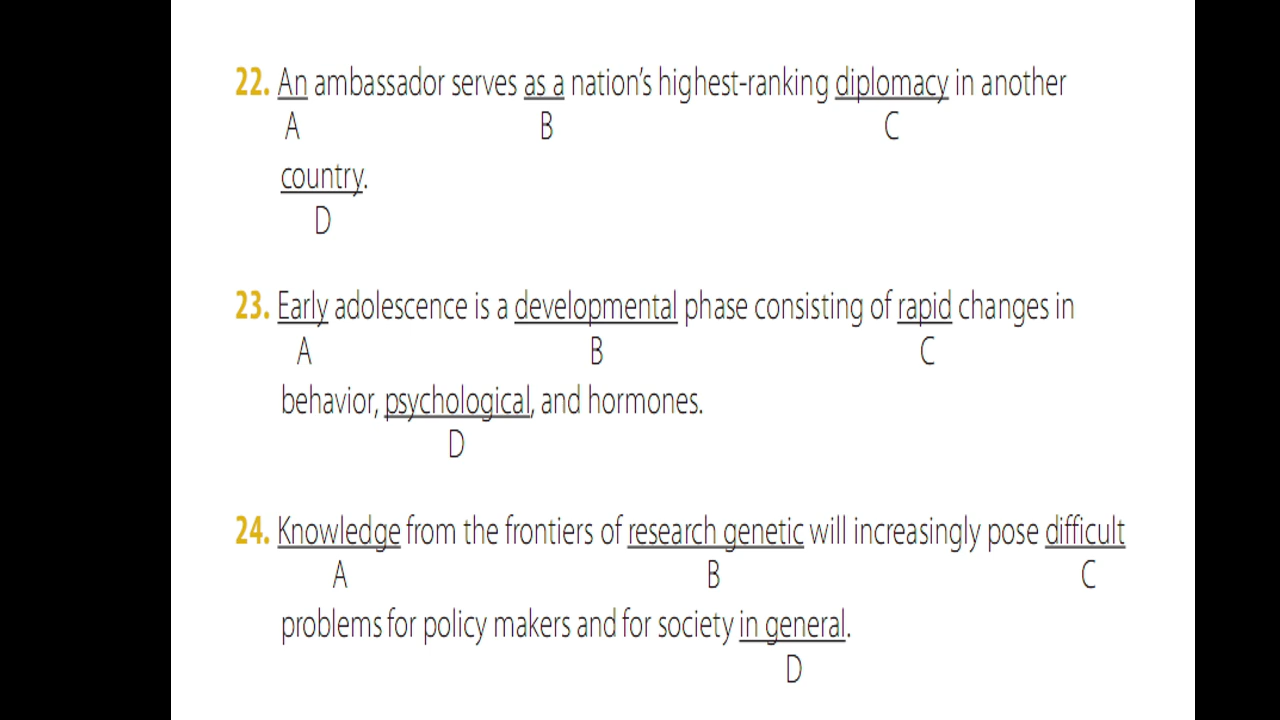 22. An ambassador serves as a nation's highest-ranking diplomacy in another
A B C
country.
D
23. Early adolescence is a developmental phase consisting of rapid changes in
A B C
behavior, psychological, and hormones.
D
24. Knowledge from the frontiers of research genetic will increasingly pose difficult
A B C
problems for policy makers and for society in general.
D